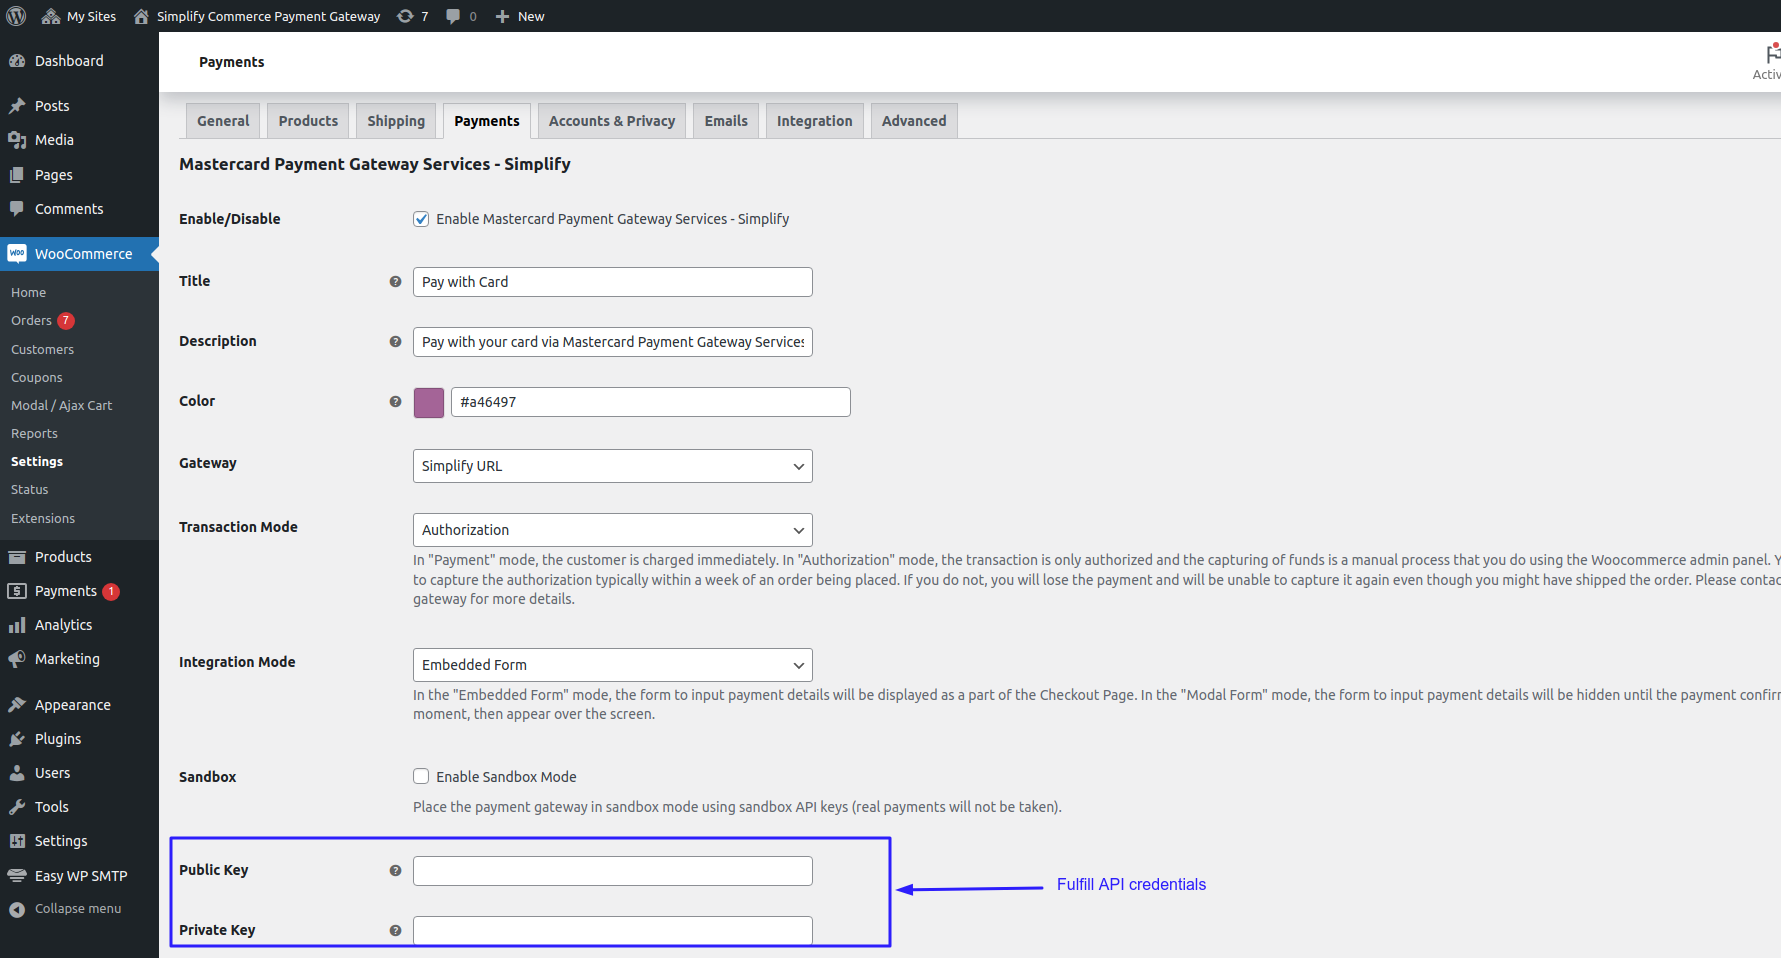 My Sites
Simplify Commerce Payment Gateway
7
0
New
Dashboard
Posts
Media
Pages
Comments
WOO
WooCommerce
Home
Orders 7
Customers
Coupons
Modal / Ajax Cart
Reports
Settings
Status
Extensions
Products
Payments 1
Analytics
Marketing
Appearance
Plugins
Users
Tools
Settings
Easy WP SMTP
Collapse menu
Payments
Activ
General
Products
Shipping
Payments
Accounts & Privacy
Emails
Integration
Advanced
Mastercard Payment Gateway Services - Simplify
Enable/Disable
Enable Mastercard Payment Gateway Services - Simplify
Title
Pay with Card
Description
Pay with your card via Mastercard Payment Gateway Services
Color
#a46497
Gateway
Simplify URL
Transaction Mode
Authorization
In "Payment" mode, the customer is charged immediately. In "Authorization" mode, the transaction is only authorized and the capturing of funds is a manual process that you do using the Woocommerce admin panel. Y
to capture the authorization typically within a week of an order being placed. If you do not, you will lose the payment and will be unable to capture it again even though you might have shipped the order. Please contac
gateway for more details.
Integration Mode
Embedded Form
In the "Embedded Form" mode, the form to input payment details will be displayed as a part of the Checkout Page. In the "Modal Form" mode, the form to input payment details will be hidden until the payment confirm
moment, then appear over the screen.
Sandbox
Enable Sandbox Mode
Place the payment gateway in sandbox mode using sandbox API keys (real payments will not be taken).
Public Key
Fulfill API credentials
Private Key